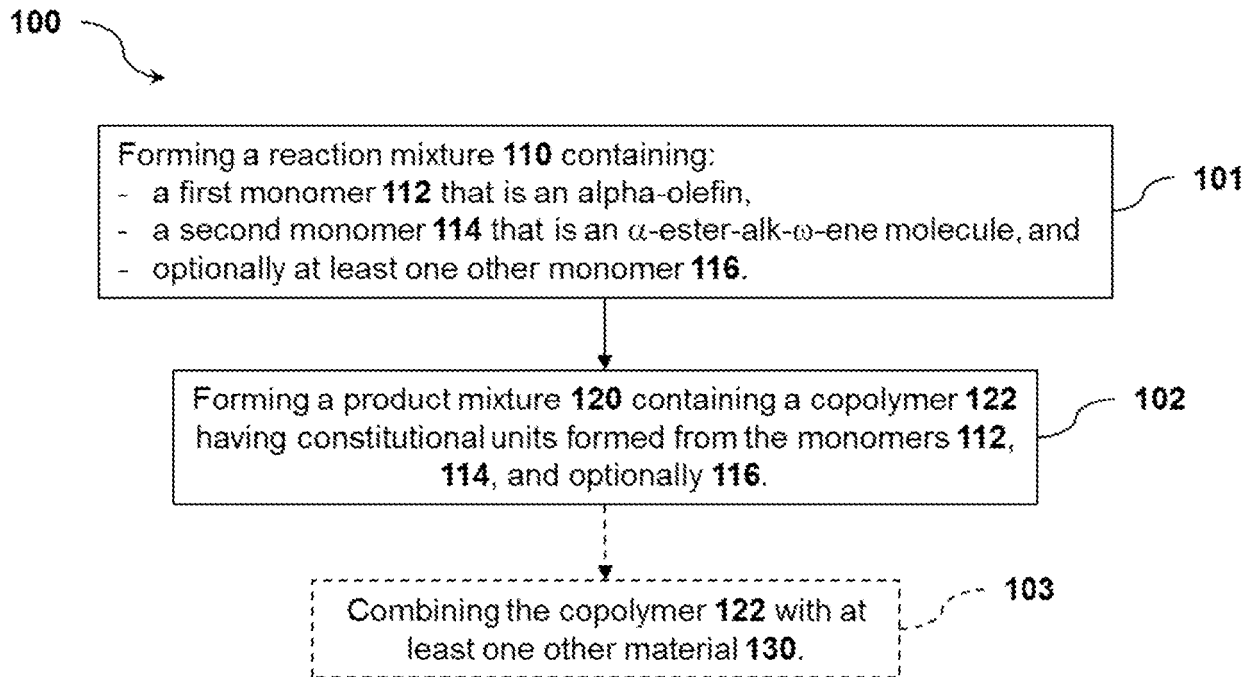 100
Forming a reaction mixture 110 containing:
- a first monomer 112 that is an alpha-olefin,
- a second monomer 114 that is an α-ester-alk-ω-ene molecule, and
- optionally at least one other monomer 116.
101
Forming a product mixture 120 containing a copolymer 122
having constitutional units formed from the monomers 112,
114, and optionally 116.
102
Combining the copolymer 122 with at
least one other material 130.
103